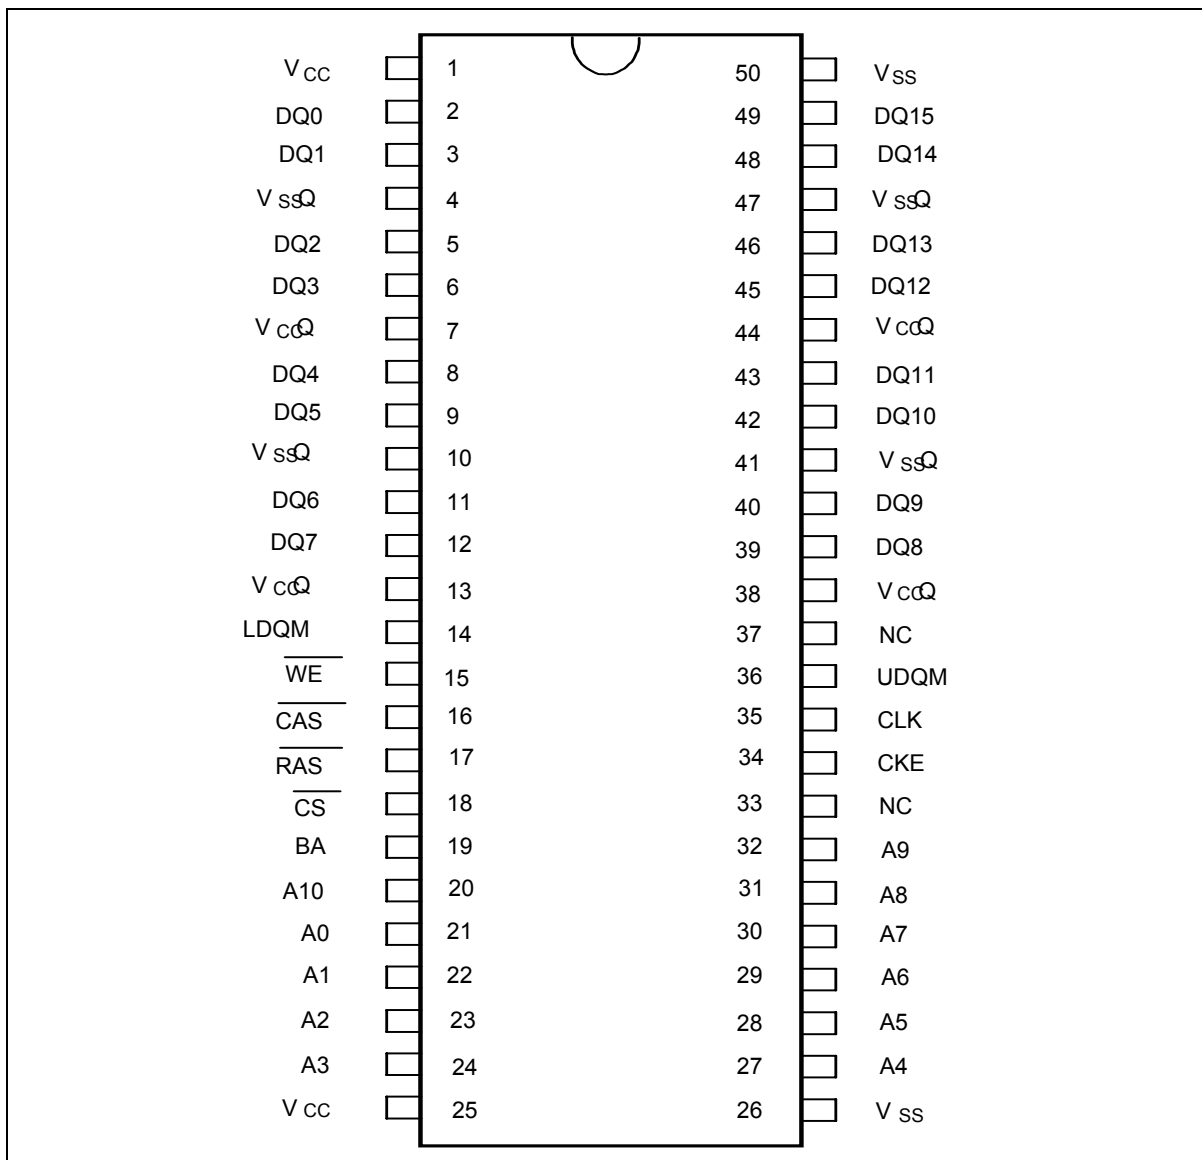 VCC 1 50 VSS
DQ0 2 49 DQ15
DQ1 3 48 DQ14
VSSQ 4 47 VSSQ
DQ2 5 46 DQ13
DQ3 6 45 DQ12
VCCQ 7 44 VCCQ
DQ4 8 43 DQ11
DQ5 9 42 DQ10
VSSQ 10 41 VSSQ
DQ6 11 40 DQ9
DQ7 12 39 DQ8
VCCQ 13 38 VCCQ
LDQM 14 37 NC
WE 15 36 UDQM
CAS 16 35 CLK
RAS 17 34 CKE
CS 18 33 NC
BA 19 32 A9
A10 20 31 A8
A0 21 30 A7
A1 22 29 A6
A2 23 28 A5
A3 24 27 A4
VCC 25 26 VSS